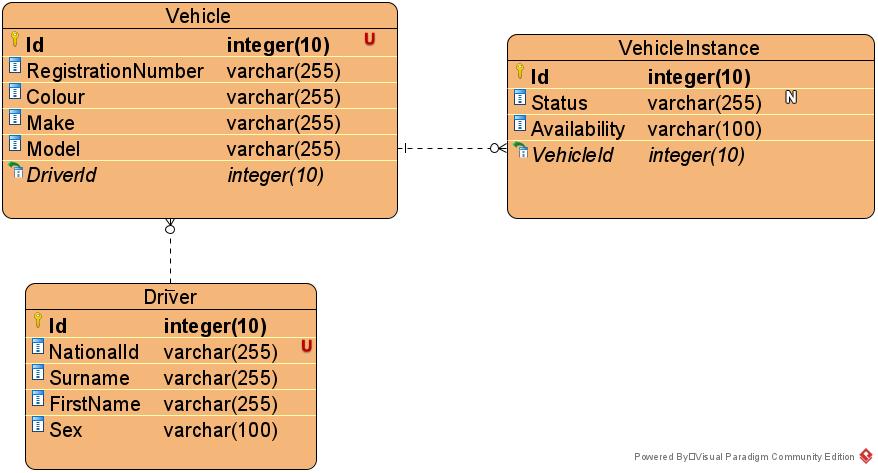 Vehicle
Id integer(10) U
RegistrationNumber varchar(255)
Colour varchar(255)
Make varchar(255)
Model varchar(255)
DriverId integer(10)
VehicleInstance
Id integer(10)
Status varchar(255) N
Availability varchar(100)
VehicleId integer(10)
Driver
Id integer(10)
NationalId varchar(255) U
Surname varchar(255)
FirstName varchar(255)
Sex varchar(100)
Powered By Visual Paradigm Community Edition